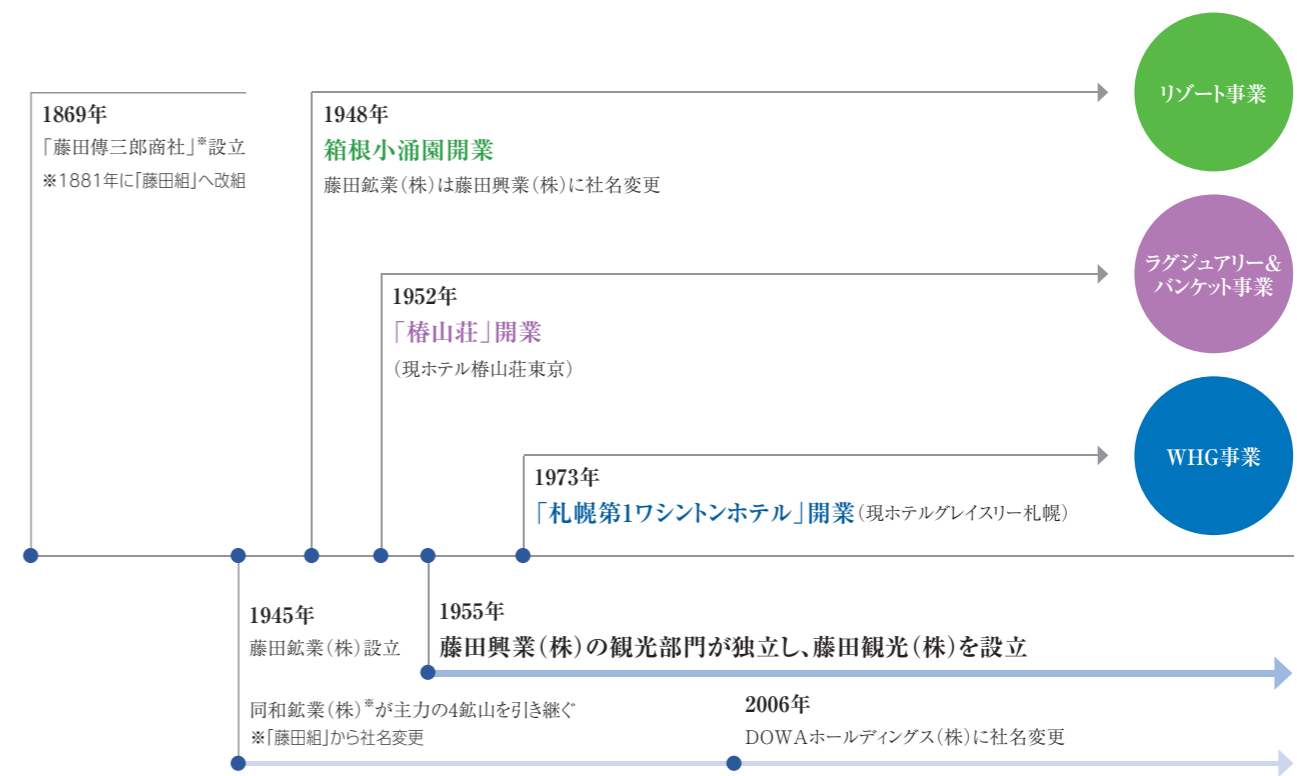 1869年
「藤田傳三郎商社」※設立
※1881年に「藤田組」へ改組
1948年
箱根小涌園開業
藤田鉱業(株)は藤田興業(株)に社名変更
リゾート事業
1952年
「椿山荘」開業
(現ホテル椿山荘東京)
ラグジュアリー&
バンケット事業
1973年
「札幌第1ワシントンホテル」開業(現ホテルグレイスリー札幌)
WHG事業
1945年
藤田鉱業(株)設立
1955年
藤田興業(株)の観光部門が独立し、藤田観光(株)を設立
同和鉱業(株)※が主力の4鉱山を引き継ぐ
※「藤田組」から社名変更
2006年
DOWAホールディングス(株)に社名変更